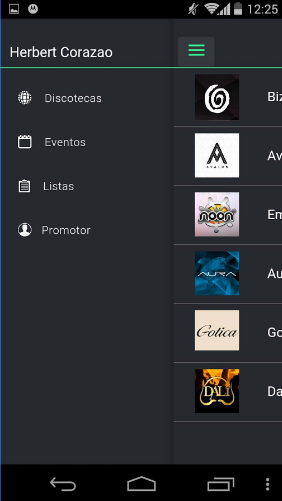 12:25
Herbert Corazao
Discotecas
Eventos
Listas
Promotor
Biz
AVALON
Av
noon
Em
AURA
Au
Gotica
Go
DALI
Da